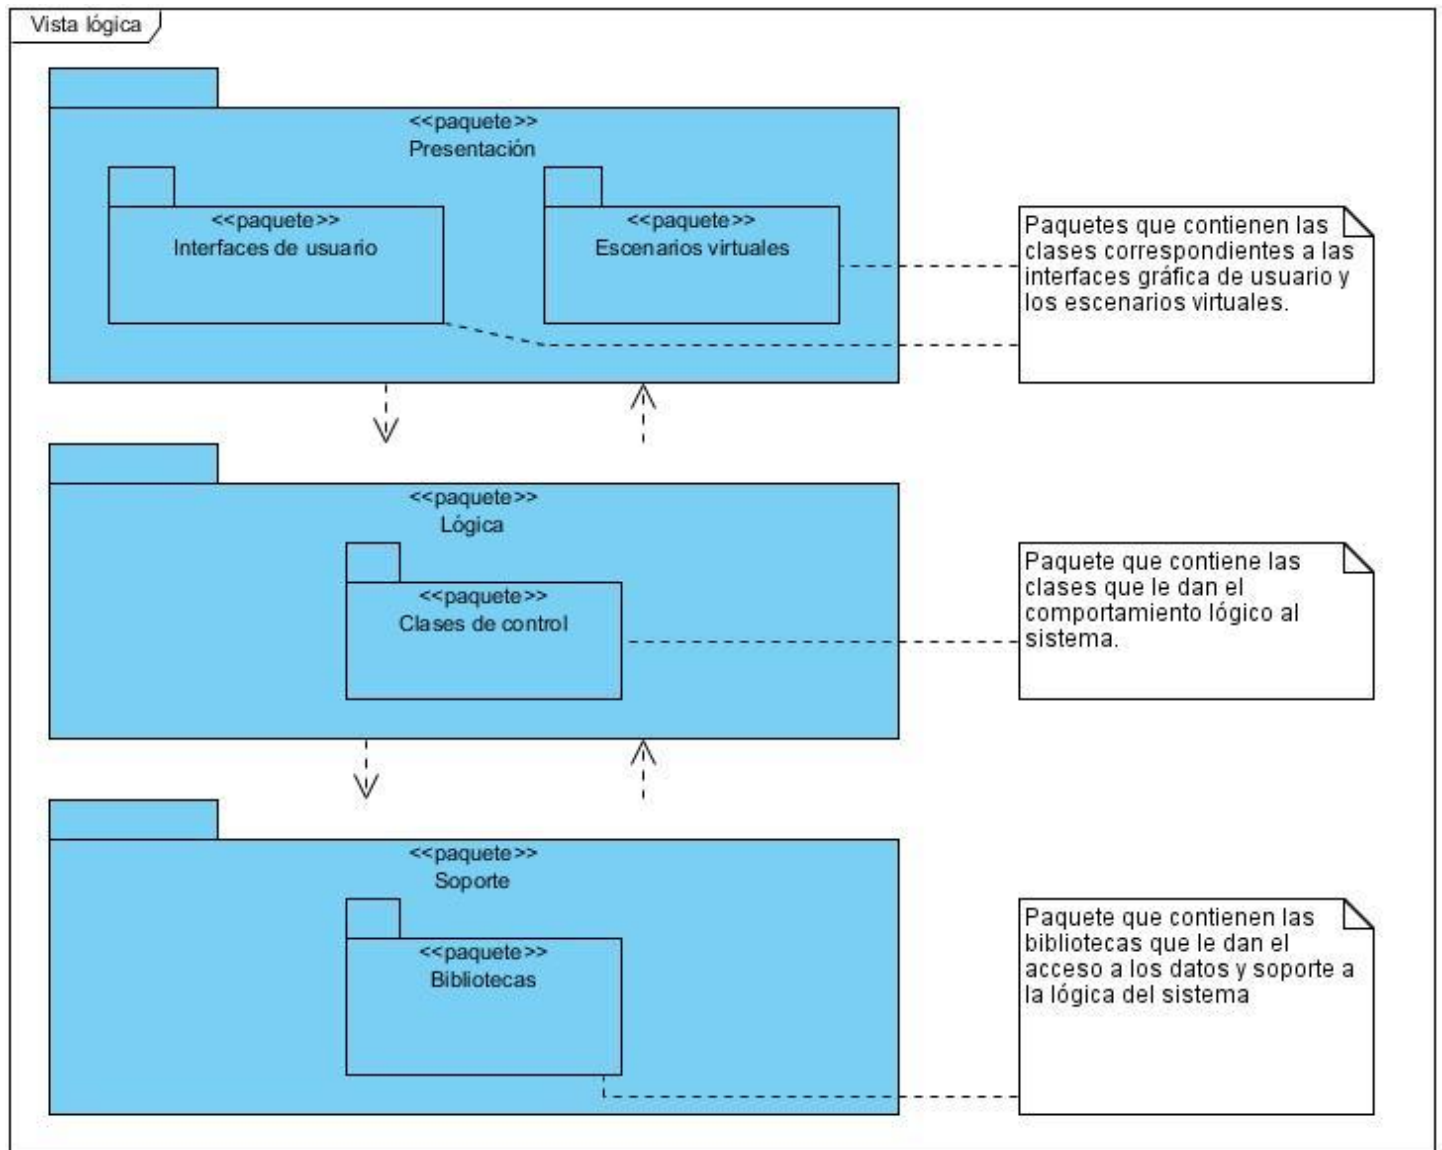 Vista lógica
<<paquete>>
Presentación
<<paquete>>
Interfaces de usuario
<<paquete>>
Escenarios virtuales
Paquetes que contienen las
clases correspondientes a las
interfaces gráfica de usuario y
los escenarios virtuales.
<<paquete>>
Lógica
<<paquete>>
Clases de control
Paquete que contiene las
clases que le dan el
comportamiento lógico al
sistema.
<<paquete>>
Soporte
<<paquete>>
Bibliotecas
Paquete que contienen las
bibliotecas que le dan el
acceso a los datos y soporte a
la lógica del sistema